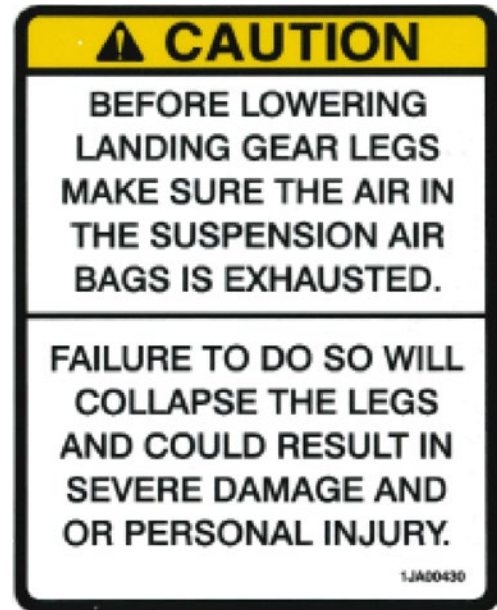 CAUTION
BEFORE LOWERING
LANDING GEAR LEGS
MAKE SURE THE AIR IN
THE SUSPENSION AIR
BAGS IS EXHAUSTED.
FAILURE TO DO SO WILL
COLLAPSE THE LEGS
AND COULD RESULT IN
SEVERE DAMAGE AND
OR PERSONAL INJURY.
1JA00430